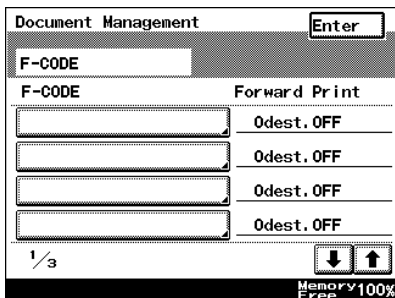 Document Management Enter
F-CODE
F-CODE Forward Print
0dest. OFF
0dest. OFF
0dest. OFF
0dest. OFF
1/3
Memory 100%
Free